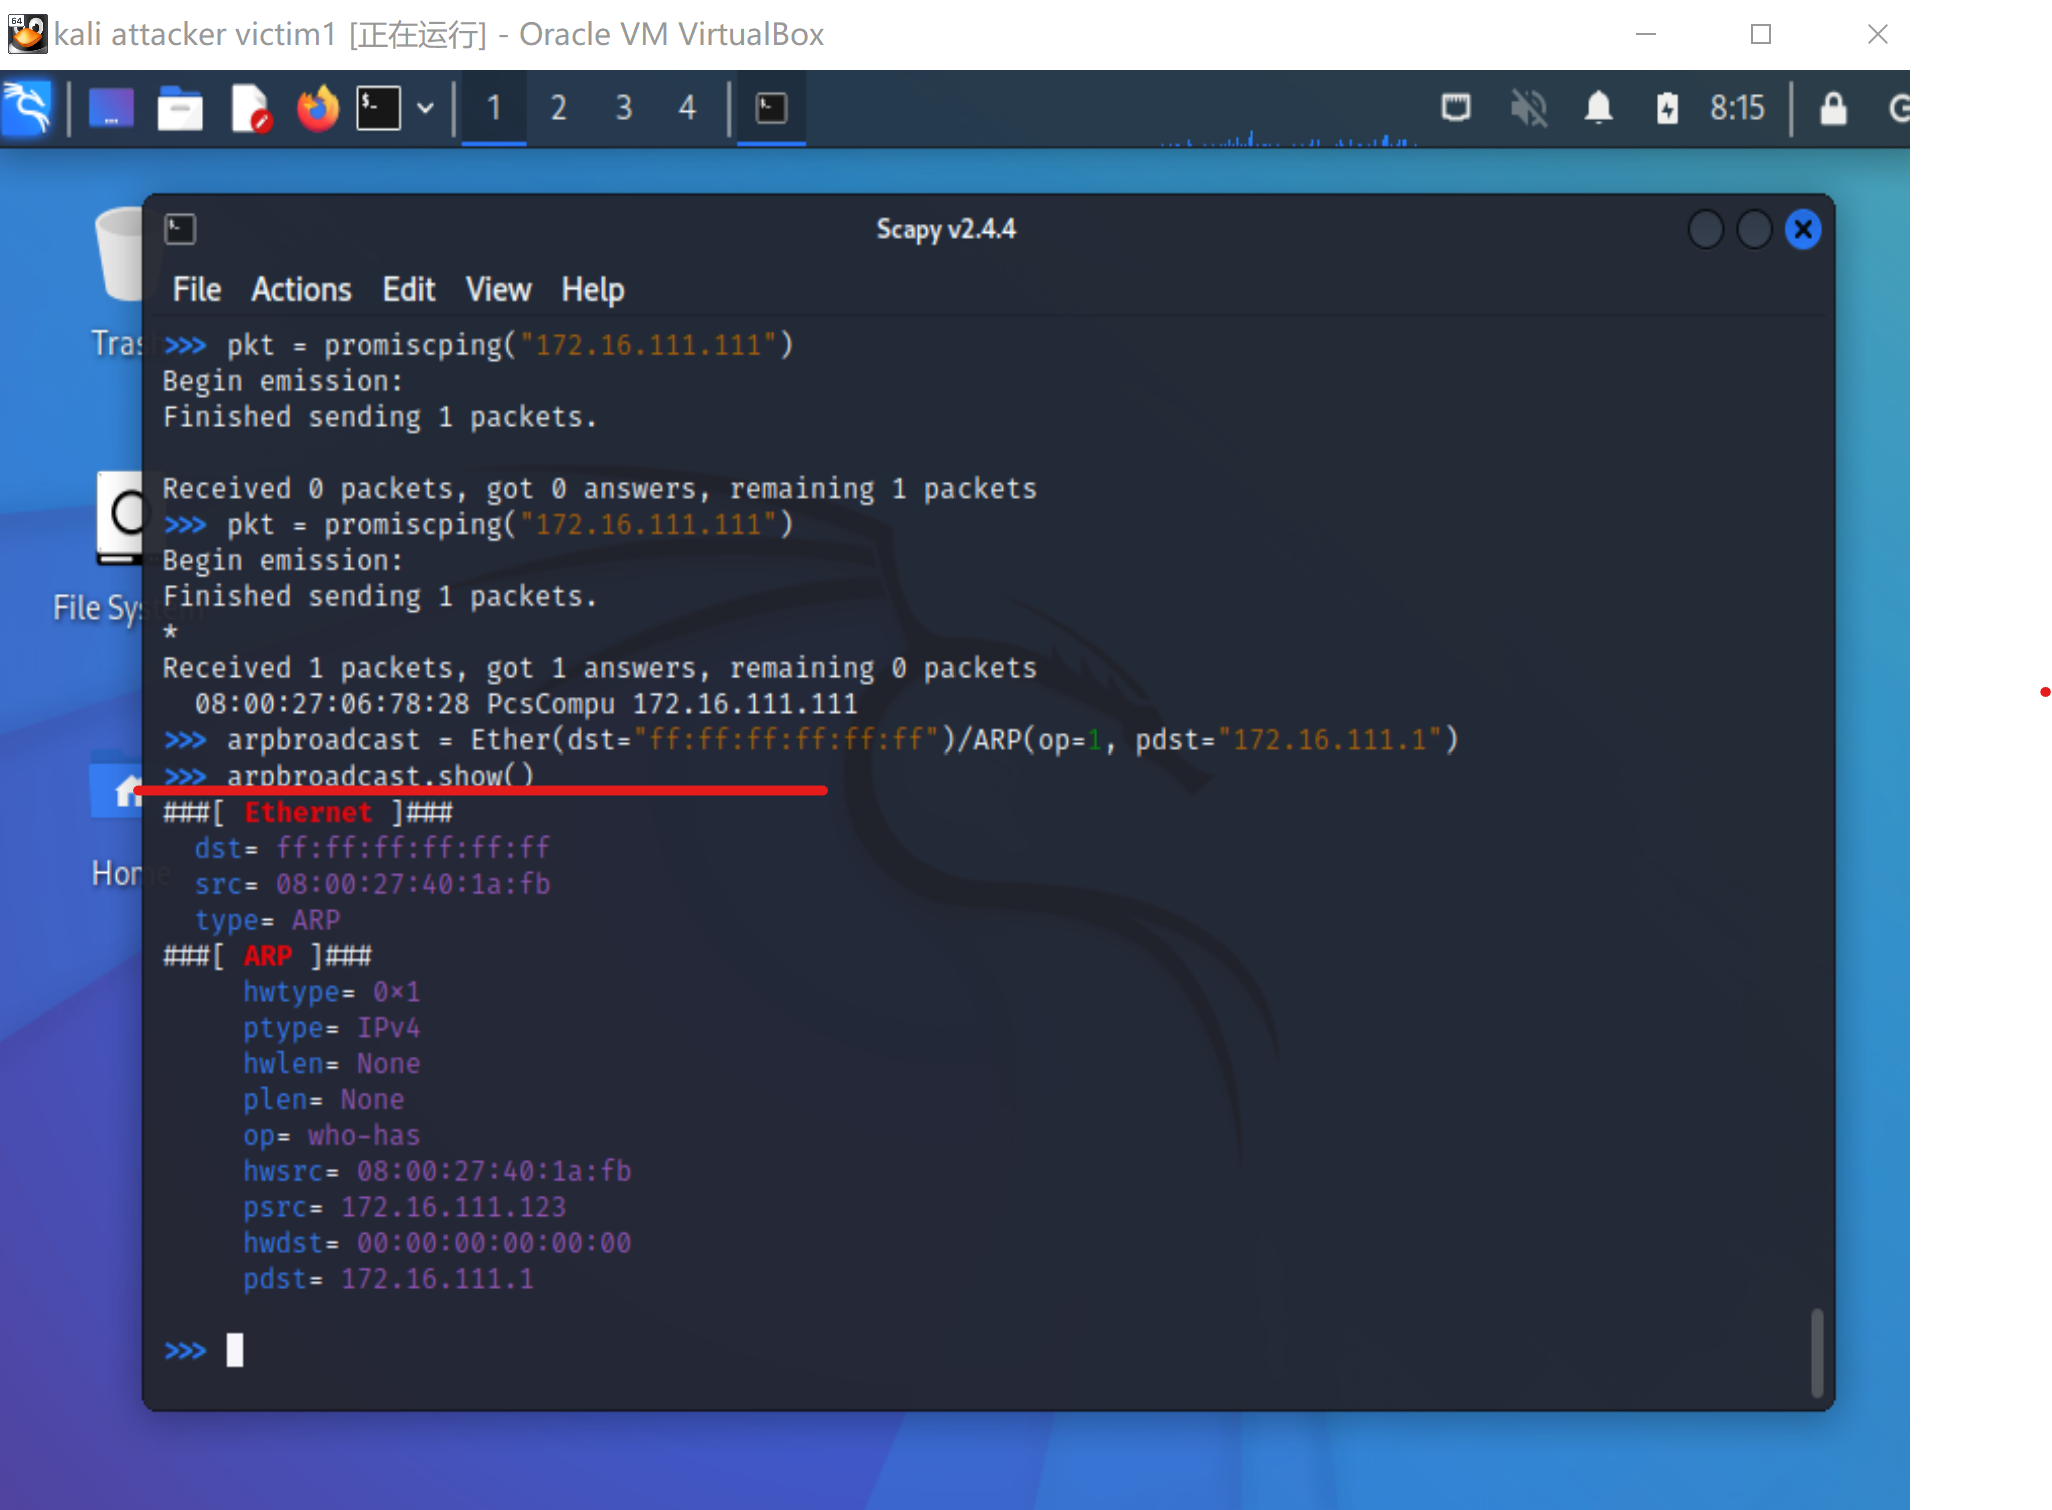 64
kali attacker victim1 [正在运行] - Oracle VM VirtualBox
1 2 3 4 8:15
Scapy v2.4.4
File Actions Edit View Help
>>> pkt = promiscping("172.16.111.111")
Begin emission:
Finished sending 1 packets.
Received 0 packets, got 0 answers, remaining 1 packets
>>> pkt = promiscping("172.16.111.111")
Begin emission:
Finished sending 1 packets.
*
Received 1 packets, got 1 answers, remaining 0 packets
08:00:27:06:78:28 PcsCompu 172.16.111.111
>>> arpbroadcast = Ether(dst="ff:ff:ff:ff:ff:ff")/ARP(op=1, pdst="172.16.111.1")
>>> arpbroadcast.show()
###[ Ethernet ]###
dst= ff:ff:ff:ff:ff:ff
src= 08:00:27:40:1a:fb
type= ARP
###[ ARP ]###
hwtype= 0×1
ptype= IPv4
hwlen= None
plen= None
op= who-has
hwsrc= 08:00:27:40:1a:fb
psrc= 172.16.111.123
hwdst= 00:00:00:00:00:00
pdst= 172.16.111.1
>>>
Trash
File System
Home